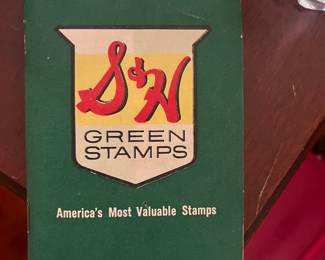 S&H
GREEN
STAMPS
America's Most Valuable Stamps